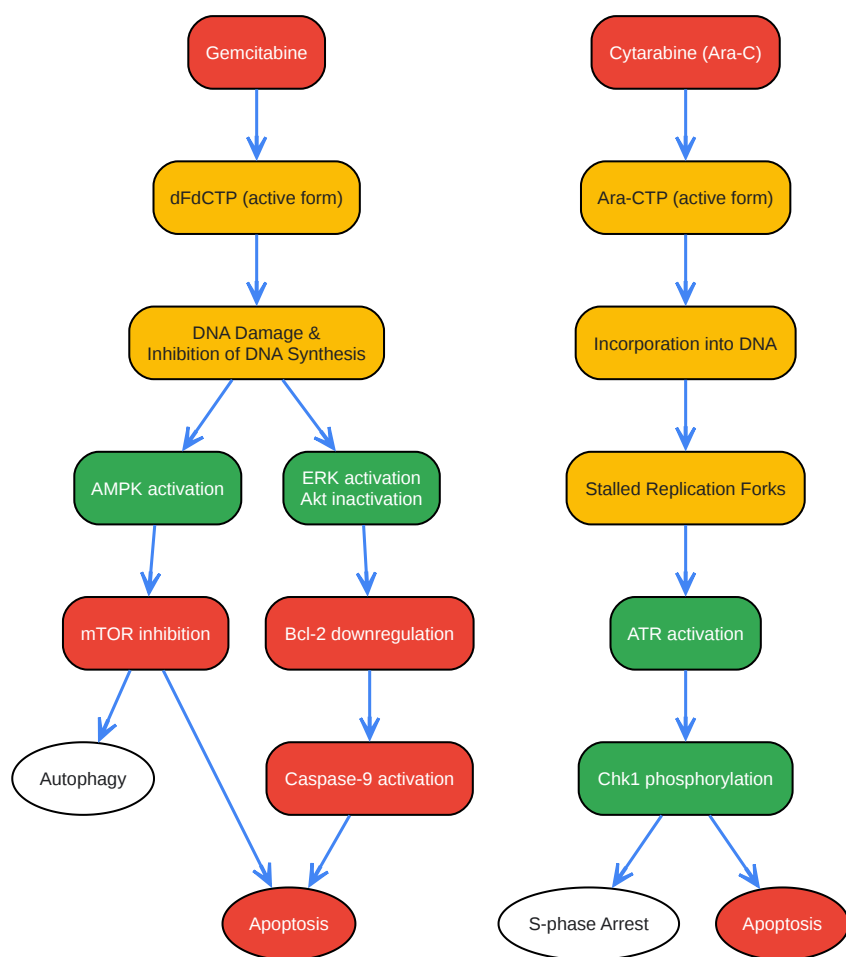 Gemcitabine
Cytarabine (Ara-C)
dFdCTP (active form)
Ara-CTP (active form)
DNA Damage &
Inhibition of DNA Synthesis
Incorporation into DNA
AMPK activation
ERK activation
Akt inactivation
Stalled Replication Forks
mTOR inhibition
Bcl-2 downregulation
ATR activation
Autophagy
Caspase-9 activation
Chk1 phosphorylation
Apoptosis
S-phase Arrest
Apoptosis